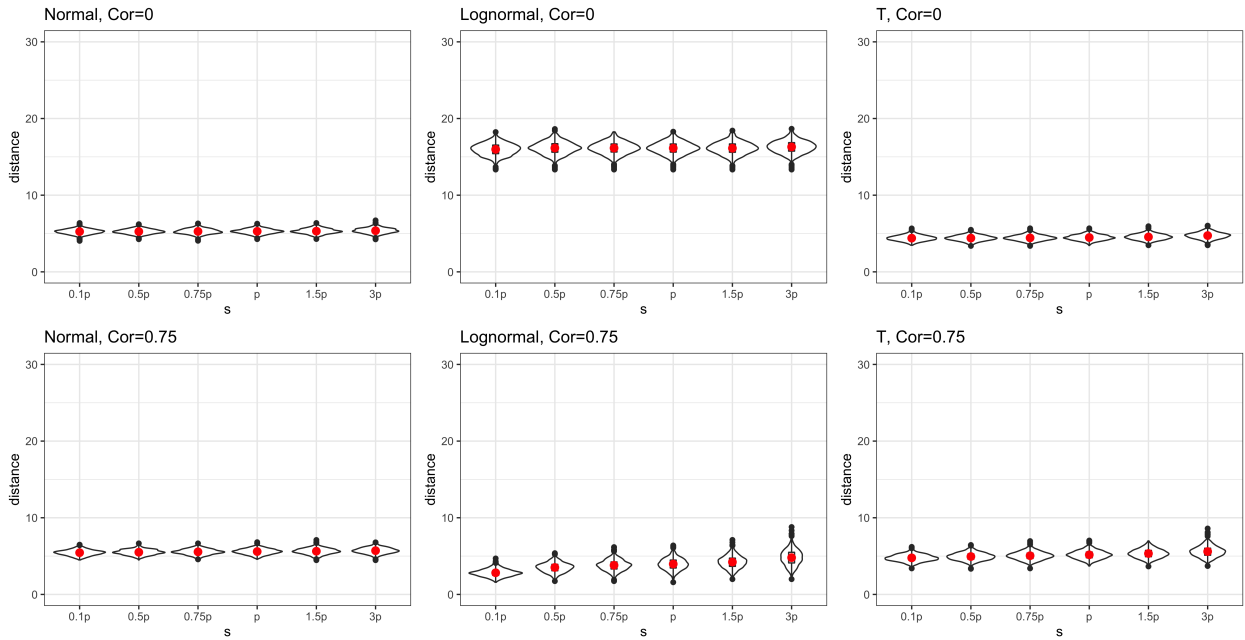 Normal, Cor=0
30
20
10
0
distance
0.1p 0.5p 0.75p p 1.5p 3p
s
Lognormal, Cor=0
30
20
10
0
distance
0.1p 0.5p 0.75p p 1.5p 3p
s
T, Cor=0
30
20
10
0
distance
0.1p 0.5p 0.75p p 1.5p 3p
s
Normal, Cor=0.75
30
20
10
0
distance
0.1p 0.5p 0.75p p 1.5p 3p
s
Lognormal, Cor=0.75
30
20
10
0
distance
0.1p 0.5p 0.75p p 1.5p 3p
s
T, Cor=0.75
30
20
10
0
distance
0.1p 0.5p 0.75p p 1.5p 3p
s